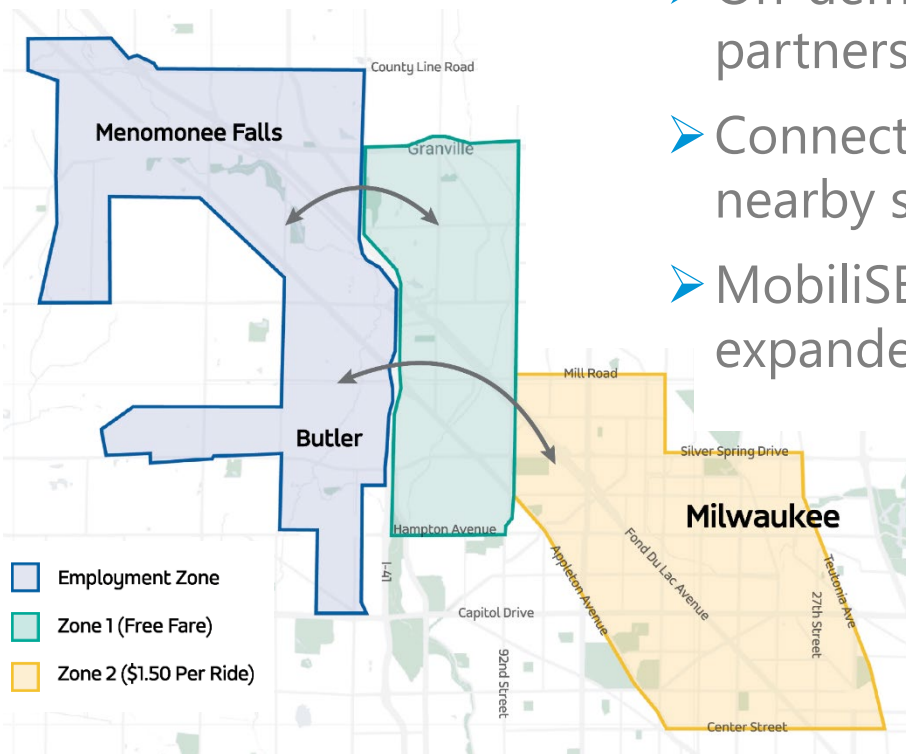 On-dem
partners
Connect
nearby s
MobiliSE
expande
County Line Road
Menomonee Falls
Granville
Mill Road
Butler
Silver Spring Drive
Milwaukee
Hampton Avenue
Fond Du Lac Avenue
Appleton Avenue
Teutonia Ave
27th Street
I-41
Capitol Drive
92nd Street
Center Street
Employment Zone
Zone 1 (Free Fare)
Zone 2 ($1.50 Per Ride)